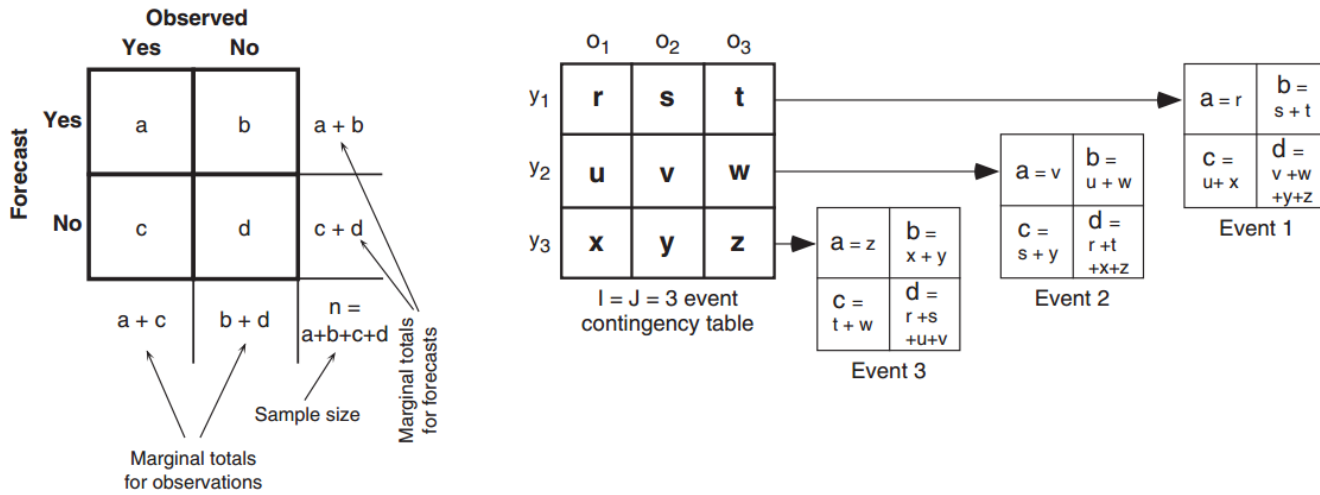 Observed
Yes No
Forecast
Yes
a b a + b
No
c d c + d
a + c b + d n =
a+b+c+d
Marginal totals
for forecasts
Sample size
Marginal totals
for observations
o1 o2 o3
y1 r s t
y2 u v w
y3 x y z
I = J = 3 event
contingency table
a = r b =
s + t
c =
u+ x
d =
v +w
+y+z
Event 1
a = v b =
u + w
c =
s + y
d =
r +t
+x+z
Event 2
a = z b =
x + y
c =
t + w
d =
r +s
+u+v
Event 3